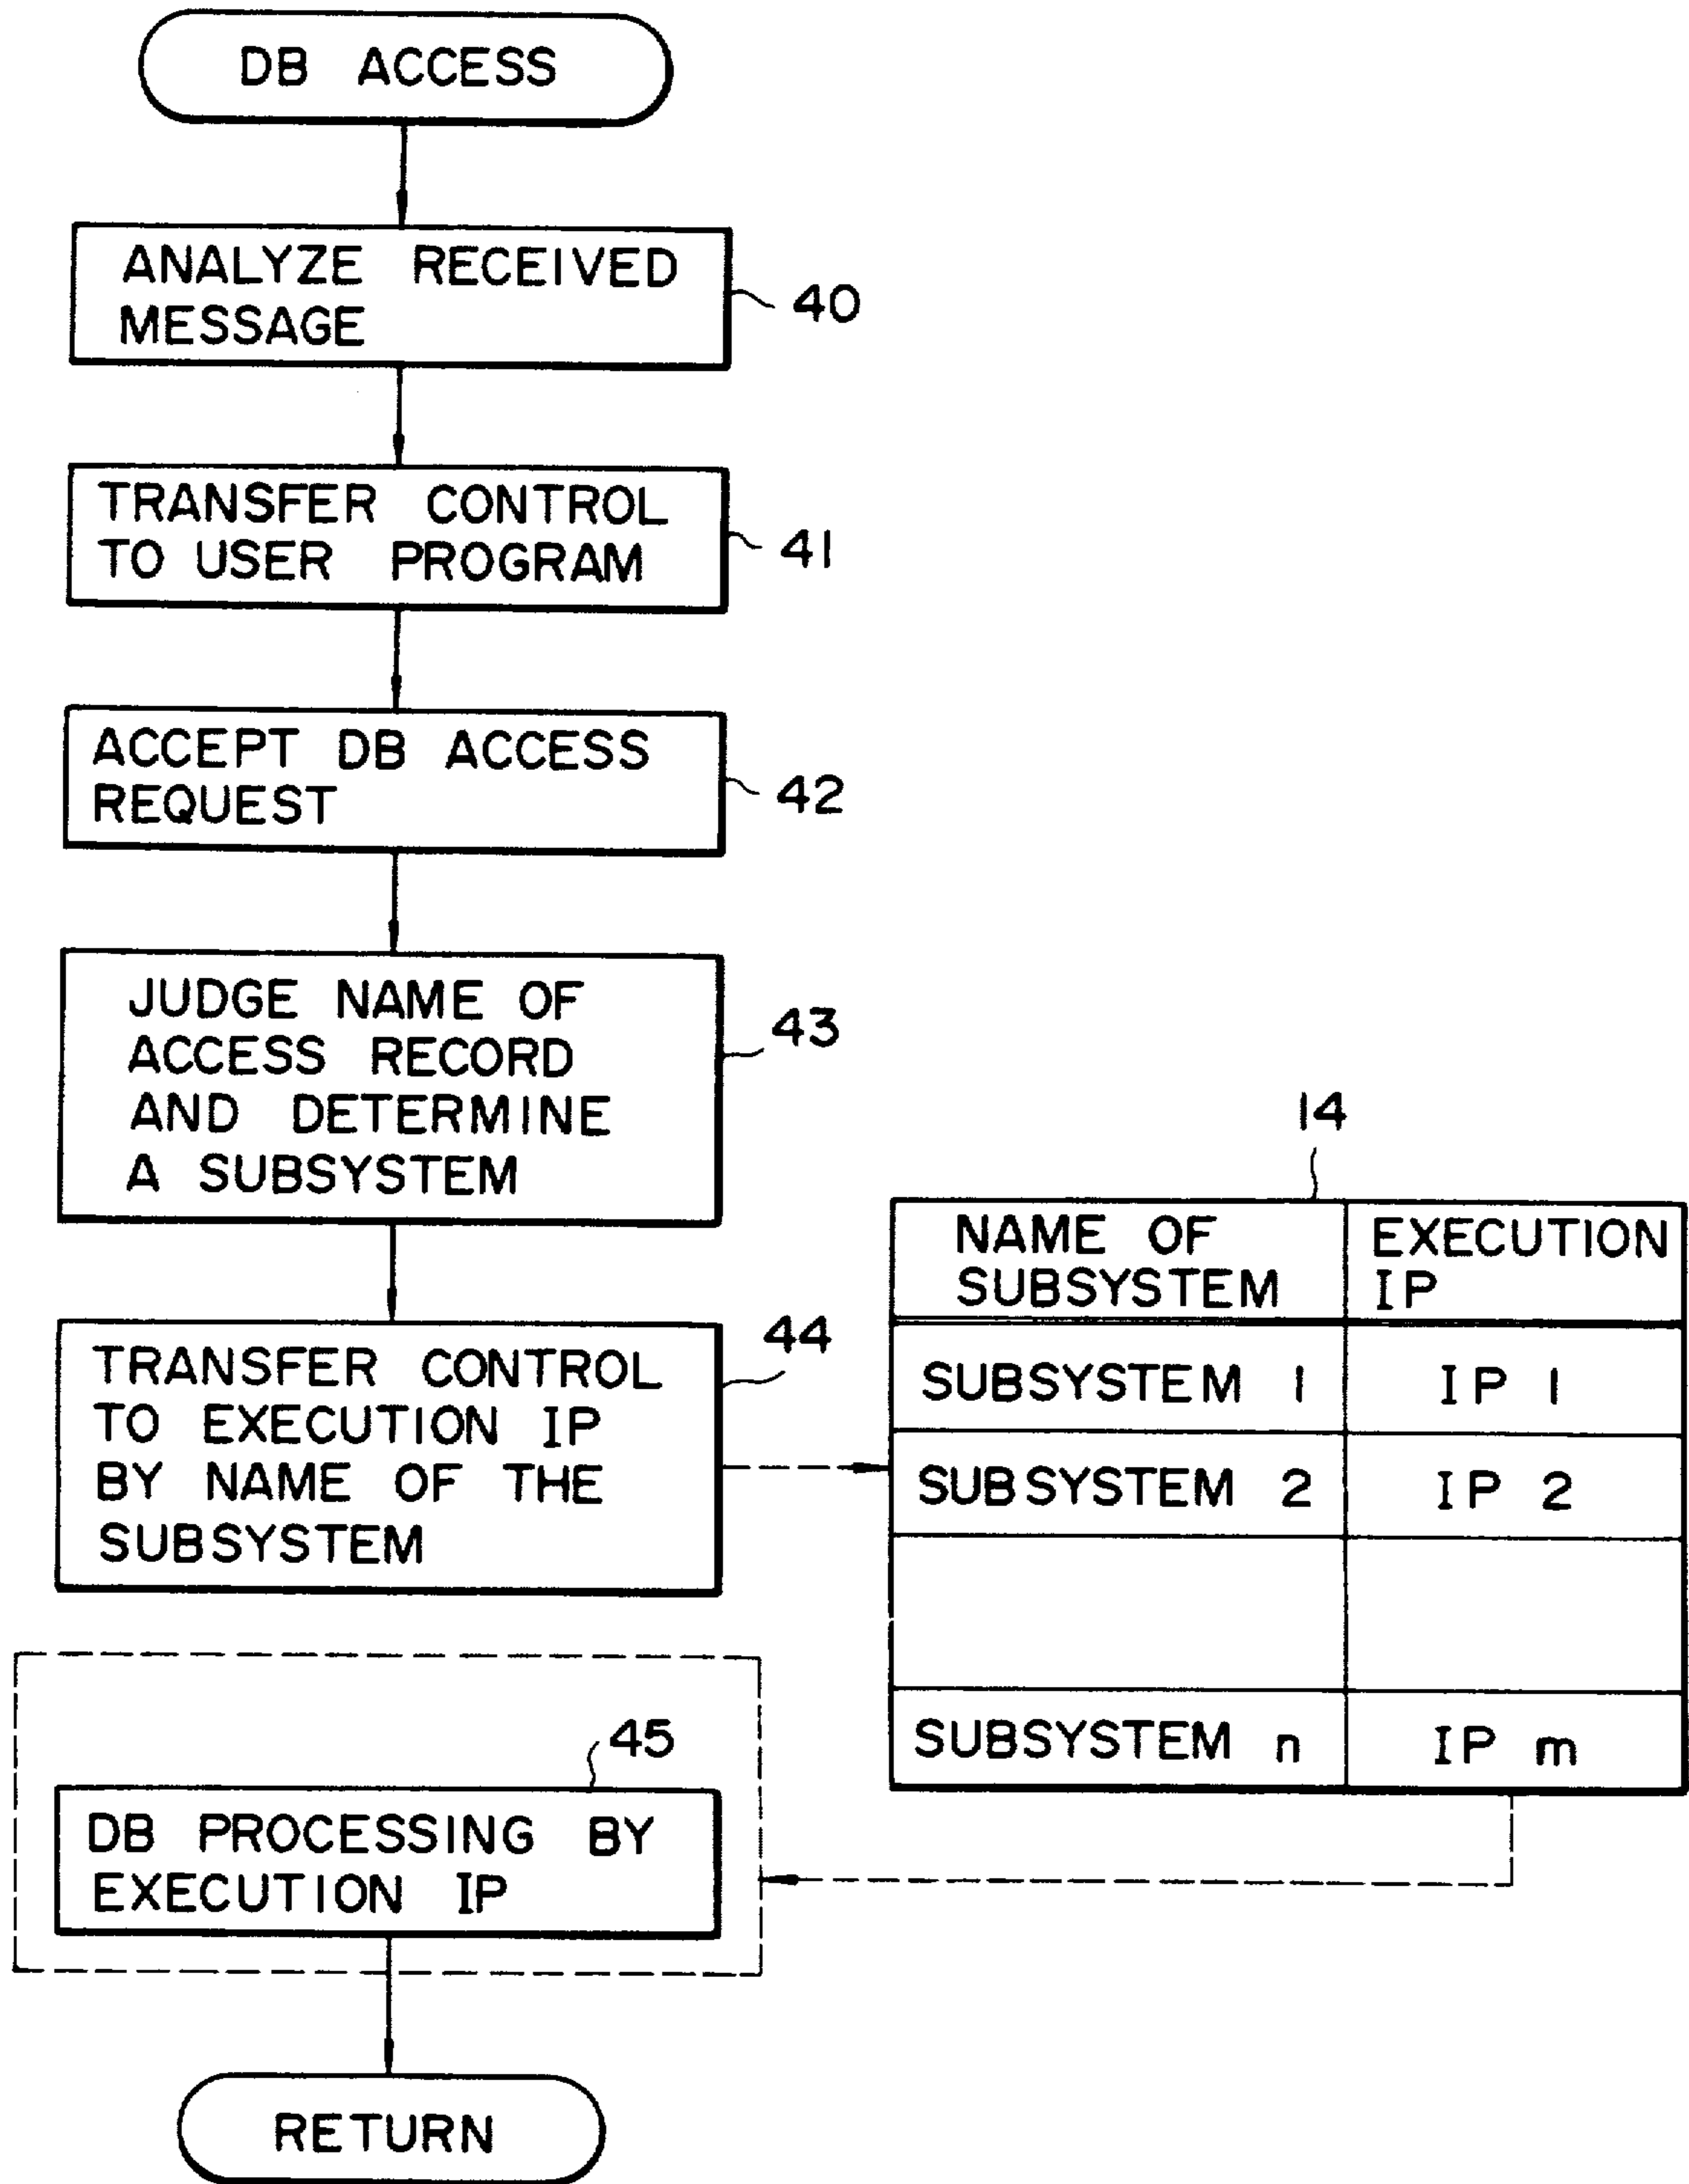 DB ACCESS
ANALYZE RECEIVED
MESSAGE
40
TRANSFER CONTROL
TO USER PROGRAM
41
ACCEPT DB ACCESS
REQUEST
42
JUDGE NAME OF
ACCESS RECORD
AND DETERMINE
A SUBSYSTEM
43
TRANSFER CONTROL
TO EXECUTION IP
BY NAME OF THE
SUBSYSTEM
44
14
NAME OF
SUBSYSTEM
EXECUTION
IP
SUBSYSTEM 1
IP 1
SUBSYSTEM 2
IP 2
SUBSYSTEM n
IP m
45
DB PROCESSING BY
EXECUTION IP
RETURN